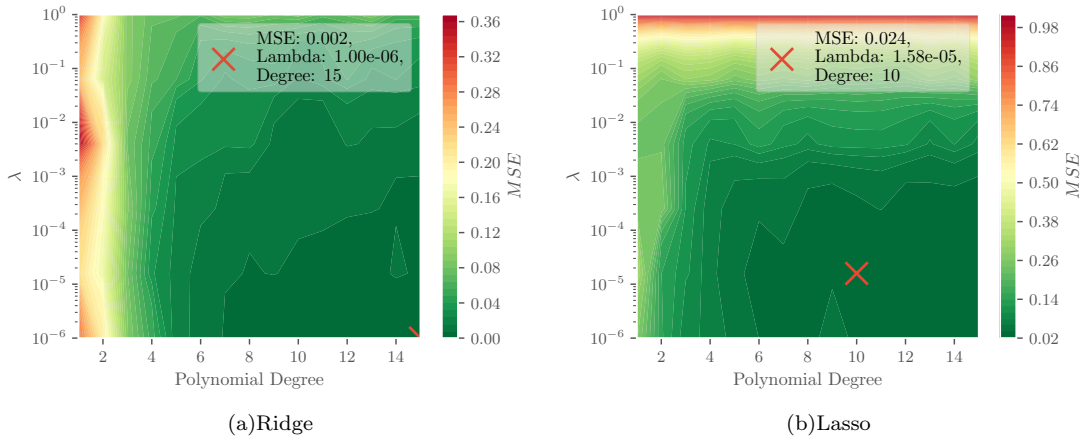 MSE: 0.002,
Lambda: 1.00e-06,
Degree: 15
10⁰
10⁻¹
10⁻²
10⁻³
10⁻⁴
10⁻⁵
10⁻⁶
λ
2 4 6 8 10 12 14
Polynomial Degree
0.36
0.32
0.28
0.24
0.20
0.16
0.12
0.08
0.04
0.00
MSE
(a)Ridge
MSE: 0.024,
Lambda: 1.58e-05,
Degree: 10
10⁰
10⁻¹
10⁻²
10⁻³
10⁻⁴
10⁻⁵
10⁻⁶
λ
2 4 6 8 10 12 14
Polynomial Degree
0.98
0.86
0.74
0.62
0.50
0.38
0.26
0.14
0.02
MSE
(b)Lasso